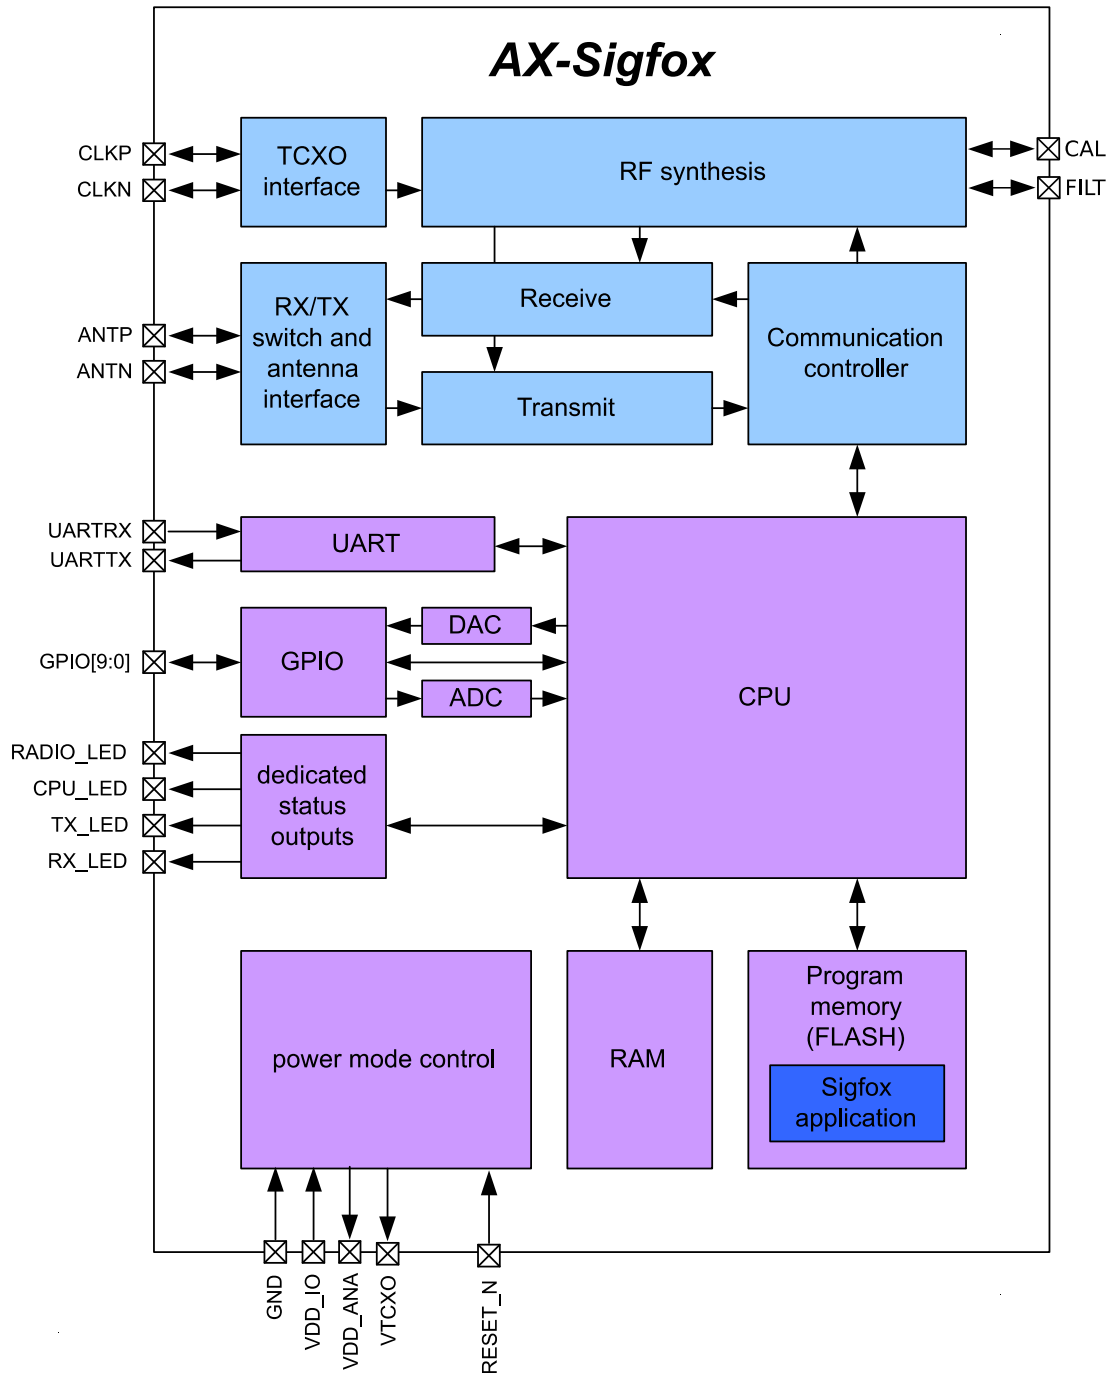 AX-Sigfox
CLKP
CLKN
TCXO
interface
RF synthesis
CAL
FILT
ANTP
ANTN
RX/TX
switch and
antenna
interface
Receive
Transmit
Communication
controller
UARTRX
UARTTX
UART
GPIO[9:0]
GPIO
DAC
ADC
CPU
RADIO_LED
CPU_LED
TX_LED
RX_LED
dedicated
status
outputs
power mode control
RAM
Program
memory
(FLASH)
Sigfox
application
GND
VDD_IO
VDD_ANA
VTCXO
RESET_N